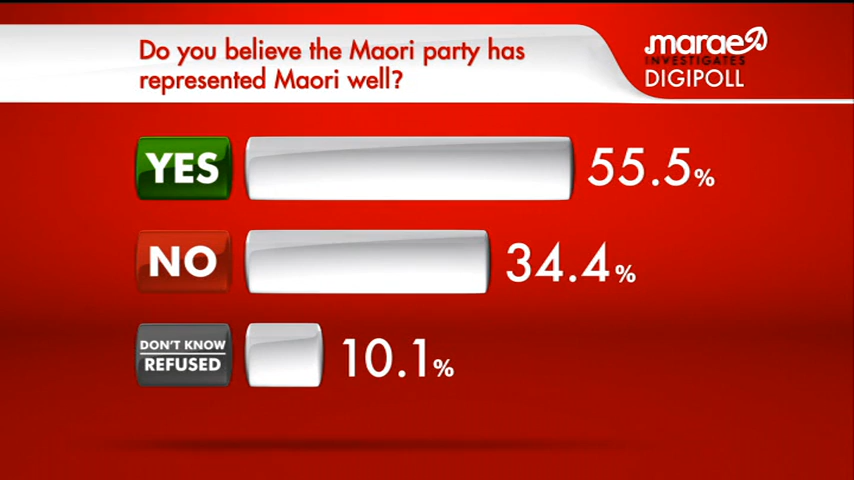 Do you believe the Maori party has
represented Maori well?
marae
INVESTIGATES
DIGIPOLL
YES 55.5%
NO 34.4%
DON'T KNOW
REFUSED 10.1%